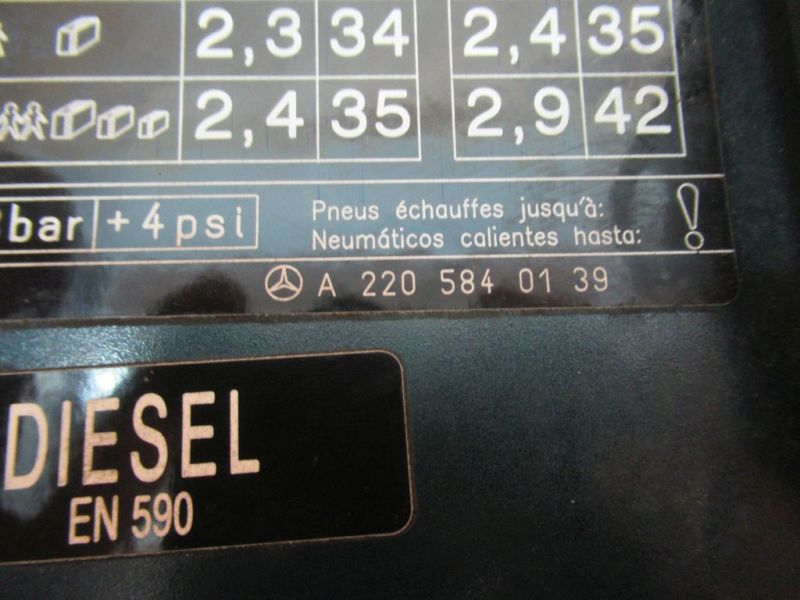 2,3 34 2,4 35
2,4 35 2,9 42
bar +4 psi
Pneus échauffes jusqu'à:
Neumáticos calientes hasta:
!
A 220 584 01 39
DIESEL
EN 590